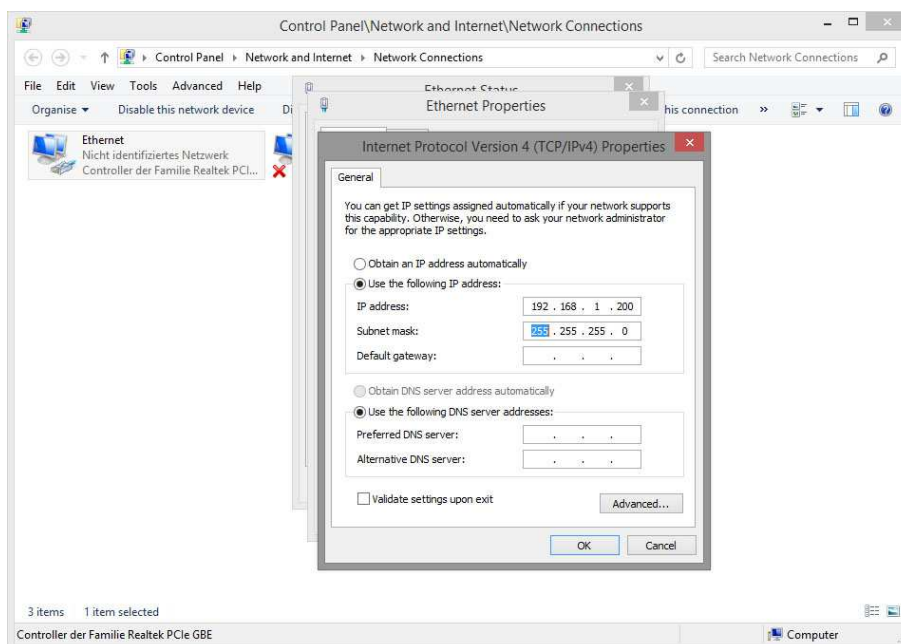 Control Panel\Network and Internet\Network Connections
Control Panel Network and Internet Network Connections
Search Network Connections
File Edit View Tools Advanced Help
Organise Disable this network device Di
his connection »
Ethernet
Nicht identifiziertes Netzwerk
Controller der Familie Realtek PCI...
Ethernet Status
Ethernet Properties
Internet Protocol Version 4 (TCP/IPv4) Properties
General
You can get IP settings assigned automatically if your network supports
this capability. Otherwise, you need to ask your network administrator
for the appropriate IP settings.
Obtain an IP address automatically
Use the following IP address:
IP address: 192 . 168 . 1 . 200
Subnet mask: 255 . 255 . 255 . 0
Default gateway: . . .
Obtain DNS server address automatically
Use the following DNS server addresses:
Preferred DNS server: . . .
Alternative DNS server: . . .
Validate settings upon exit
Advanced...
OK Cancel
3 items 1 item selected
Controller der Familie Realtek PCIe GBE
Computer